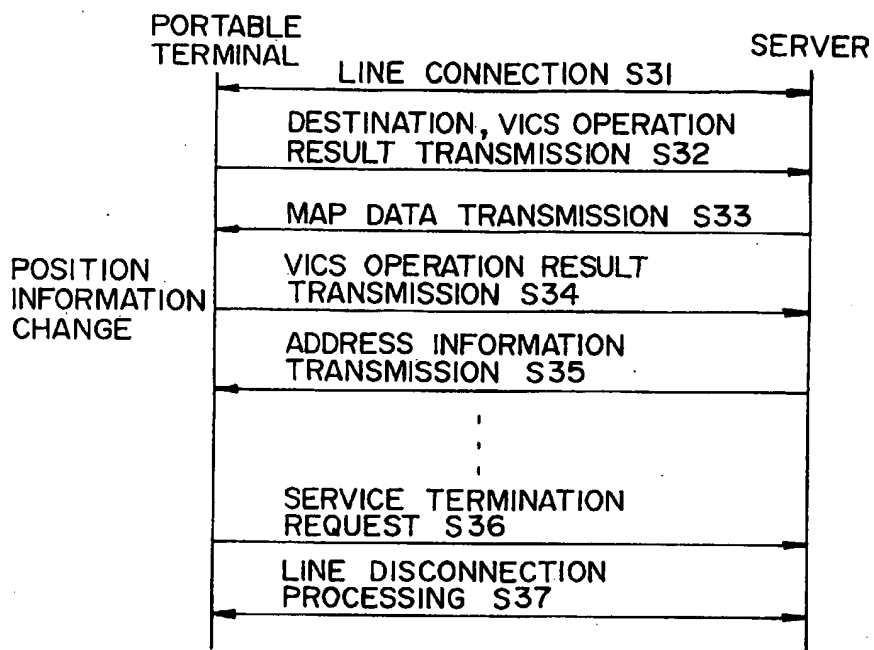 PORTABLE
TERMINAL
SERVER
LINE CONNECTION S31
DESTINATION, VICS OPERATION
RESULT TRANSMISSION S32
MAP DATA TRANSMISSION S33
POSITION
INFORMATION
CHANGE
VICS OPERATION RESULT
TRANSMISSION S34
ADDRESS INFORMATION
TRANSMISSION S35
SERVICE TERMINATION
REQUEST S36
LINE DISCONNECTION
PROCESSING S37